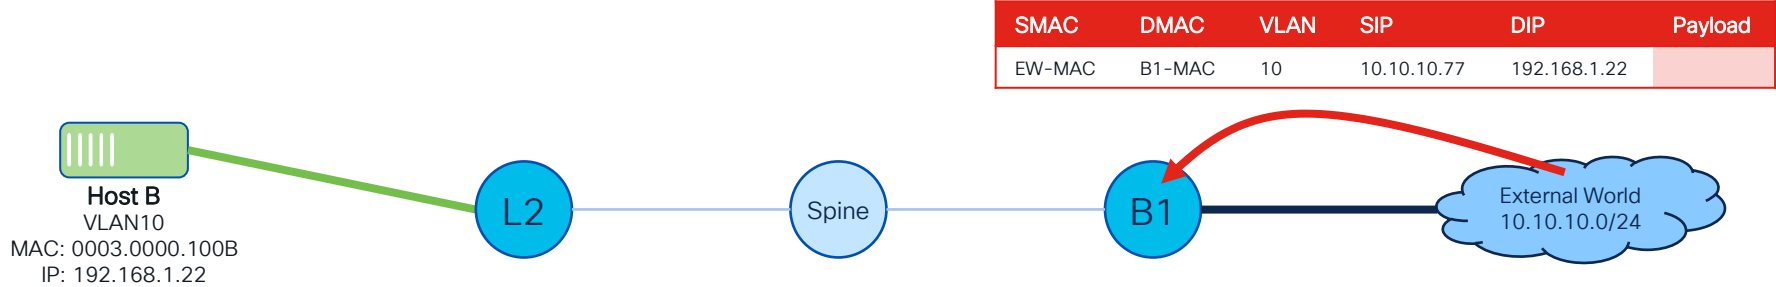 SMAC DMAC VLAN SIP DIP Payload
EW-MAC B1-MAC 10 10.10.10.77 192.168.1.22
Host B
VLAN10
MAC: 0003.0000.100B
IP: 192.168.1.22
L2
Spine
B1
External World
10.10.10.0/24